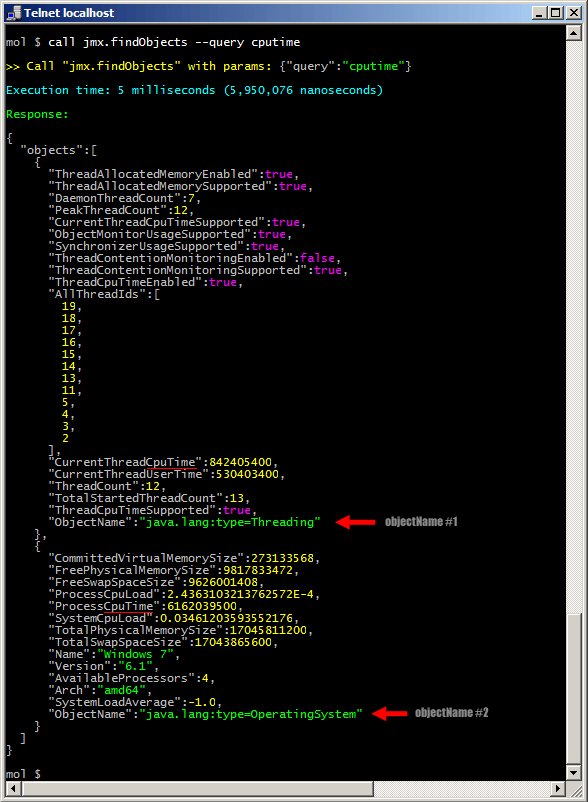 Telnet localhost
mol $ call jmx.findObjects --query cputime
>> Call "jmx.findObjects" with params: {"query":"cputime"}
Execution time: 5 milliseconds (5,950,076 nanoseconds)
Response:
{
"objects":[
{
"ThreadAllocatedMemoryEnabled":true,
"ThreadAllocatedMemorySupported":true,
"DaemonThreadCount":7,
"PeakThreadCount":12,
"CurrentThreadCpuTimeSupported":true,
"ObjectMonitorUsageSupported":true,
"SynchronizerUsageSupported":true,
"ThreadContentionMonitoringEnabled":false,
"ThreadContentionMonitoringSupported":true,
"ThreadCpuTimeEnabled":true,
"AllThreadIds":[
19,
18,
17,
16,
15,
14,
13,
11,
5,
4,
3,
2
],
"CurrentThreadCpuTime":842405400,
"CurrentThreadUserTime":530403400,
"ThreadCount":12,
"TotalStartedThreadCount":13,
"ThreadCpuTimeSupported":true,
"ObjectName":"java.lang:type=Threading" objectName #1
},
{
"CommittedVirtualMemorySize":273133568,
"FreePhysicalMemorySize":9817833472,
"FreeSwapSpaceSize":9626001408,
"ProcessCpuLoad":2.4363103213762572E-4,
"ProcessCpuTime":6162039500,
"SystemCpuLoad":0.03461203593552176,
"TotalPhysicalMemorySize":17045811200,
"TotalSwapSpaceSize":17043865600,
"Name":"Windows 7",
"Version":"6.1",
"AvailableProcessors":4,
"Arch":"amd64",
"SystemLoadAverage":-1.0,
"ObjectName":"java.lang:type=OperatingSystem" objectName #2
}
]
}
mol $